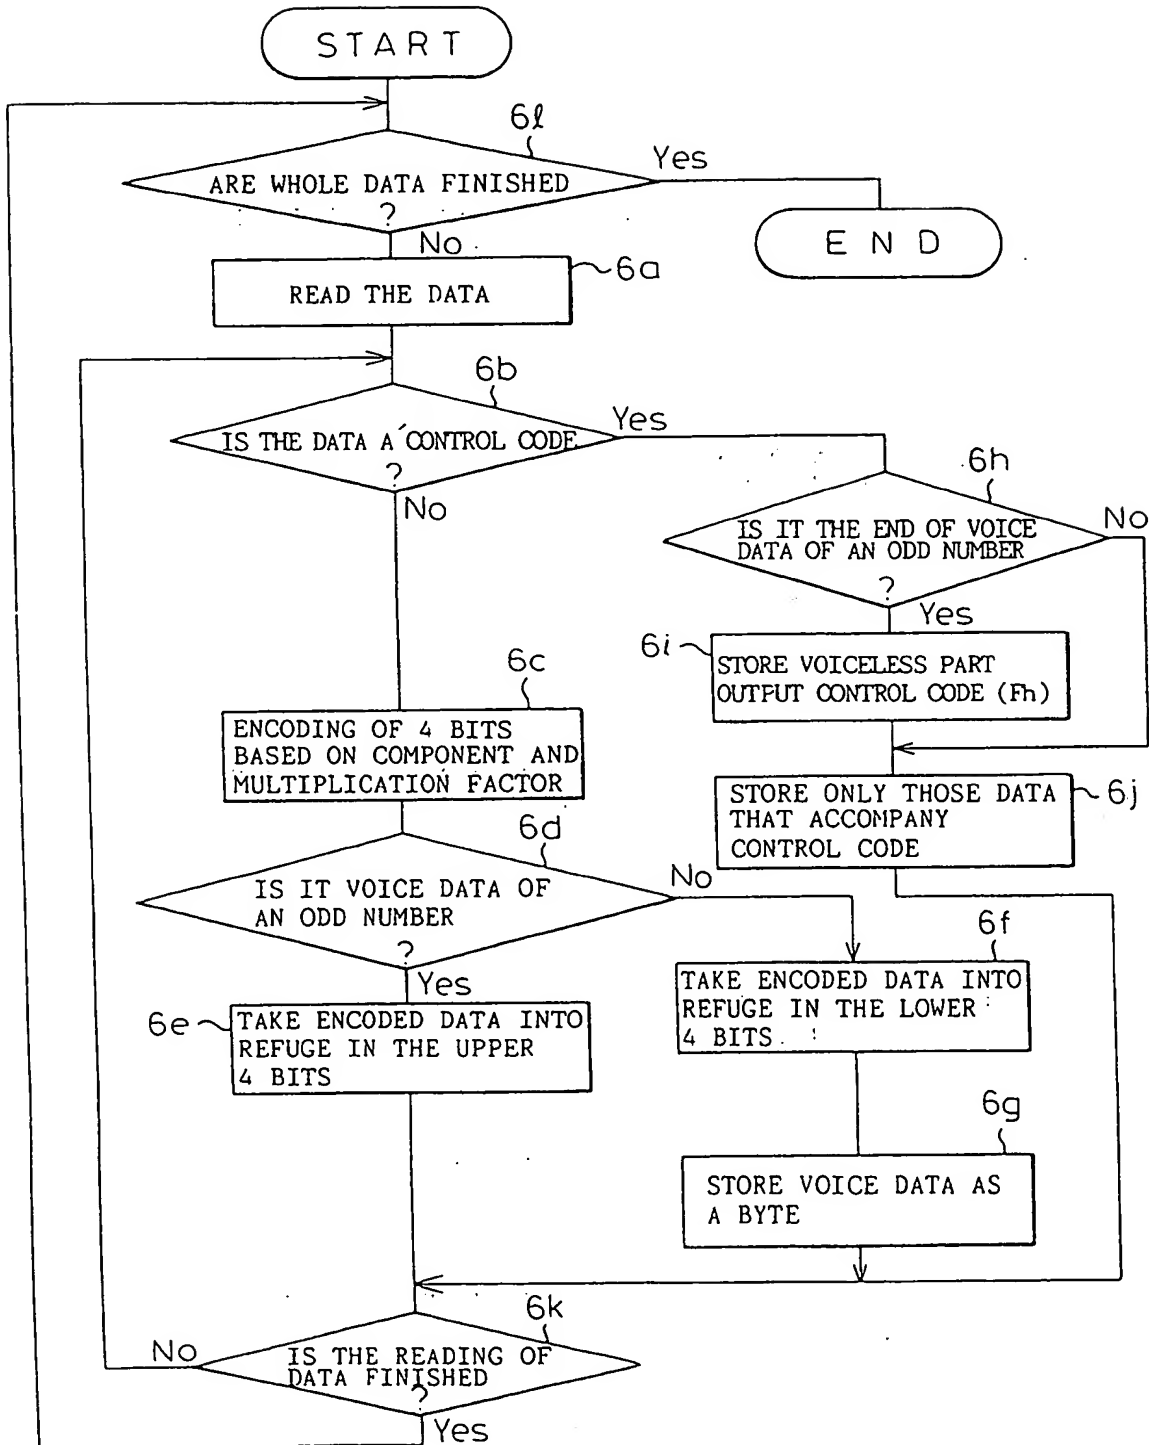 START
6ℓ
Yes
ARE WHOLE DATA FINISHED
?
No
END
6a
READ THE DATA
6b
Yes
IS THE DATA A CONTROL CODE
?
No
6h
No
IS IT THE END OF VOICE
DATA OF AN ODD NUMBER
?
Yes
6i
STORE VOICELESS PART
OUTPUT CONTROL CODE (Fh)
6c
ENCODING OF 4 BITS
BASED ON COMPONENT AND
MULTIPLICATION FACTOR
6j
STORE ONLY THOSE DATA
THAT ACCOMPANY
CONTROL CODE
6d
No
IS IT VOICE DATA OF
AN ODD NUMBER
?
Yes
6f
TAKE ENCODED DATA INTO
REFUGE IN THE LOWER
4 BITS
6e
TAKE ENCODED DATA INTO
REFUGE IN THE UPPER
4 BITS
6g
STORE VOICE DATA AS
A BYTE
6k
No
IS THE READING OF
DATA FINISHED
?
Yes